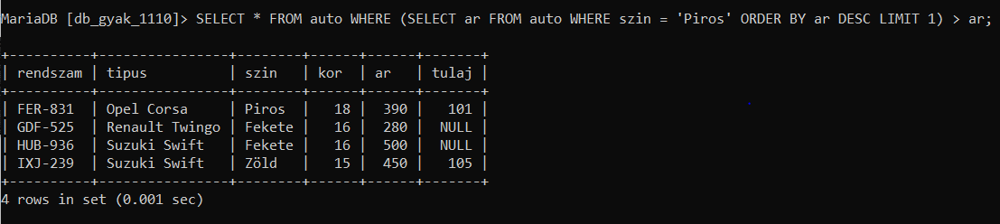 MariaDB [db_gyak_1110]> SELECT * FROM auto WHERE (SELECT ar FROM auto WHERE szin = 'Piros' ORDER BY ar DESC LIMIT 1) > ar;
+----------+----------------+--------+------+------+-------+
| rendszam | tipus          | szin   | kor  | ar   | tulaj |
+----------+----------------+--------+------+------+-------+
| FER-831  | Opel Corsa     | Piros  |   18 |  390 |   101 |
| GDF-525  | Renault Twingo | Fekete |   16 |  280 |  NULL |
| HUB-936  | Suzuki Swift   | Fekete |   16 |  500 |  NULL |
| IXJ-239  | Suzuki Swift   | Zöld   |   15 |  450 |   105 |
+----------+----------------+--------+------+------+-------+
4 rows in set (0.001 sec)